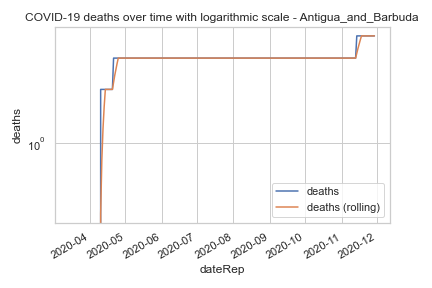 COVID-19 deaths over time with logarithmic scale - Antigua_and_Barbuda
deaths
10⁰
deaths
deaths (rolling)
2020-04
2020-05
2020-06
2020-07
2020-08
2020-09
2020-10
2020-11
2020-12
dateRep